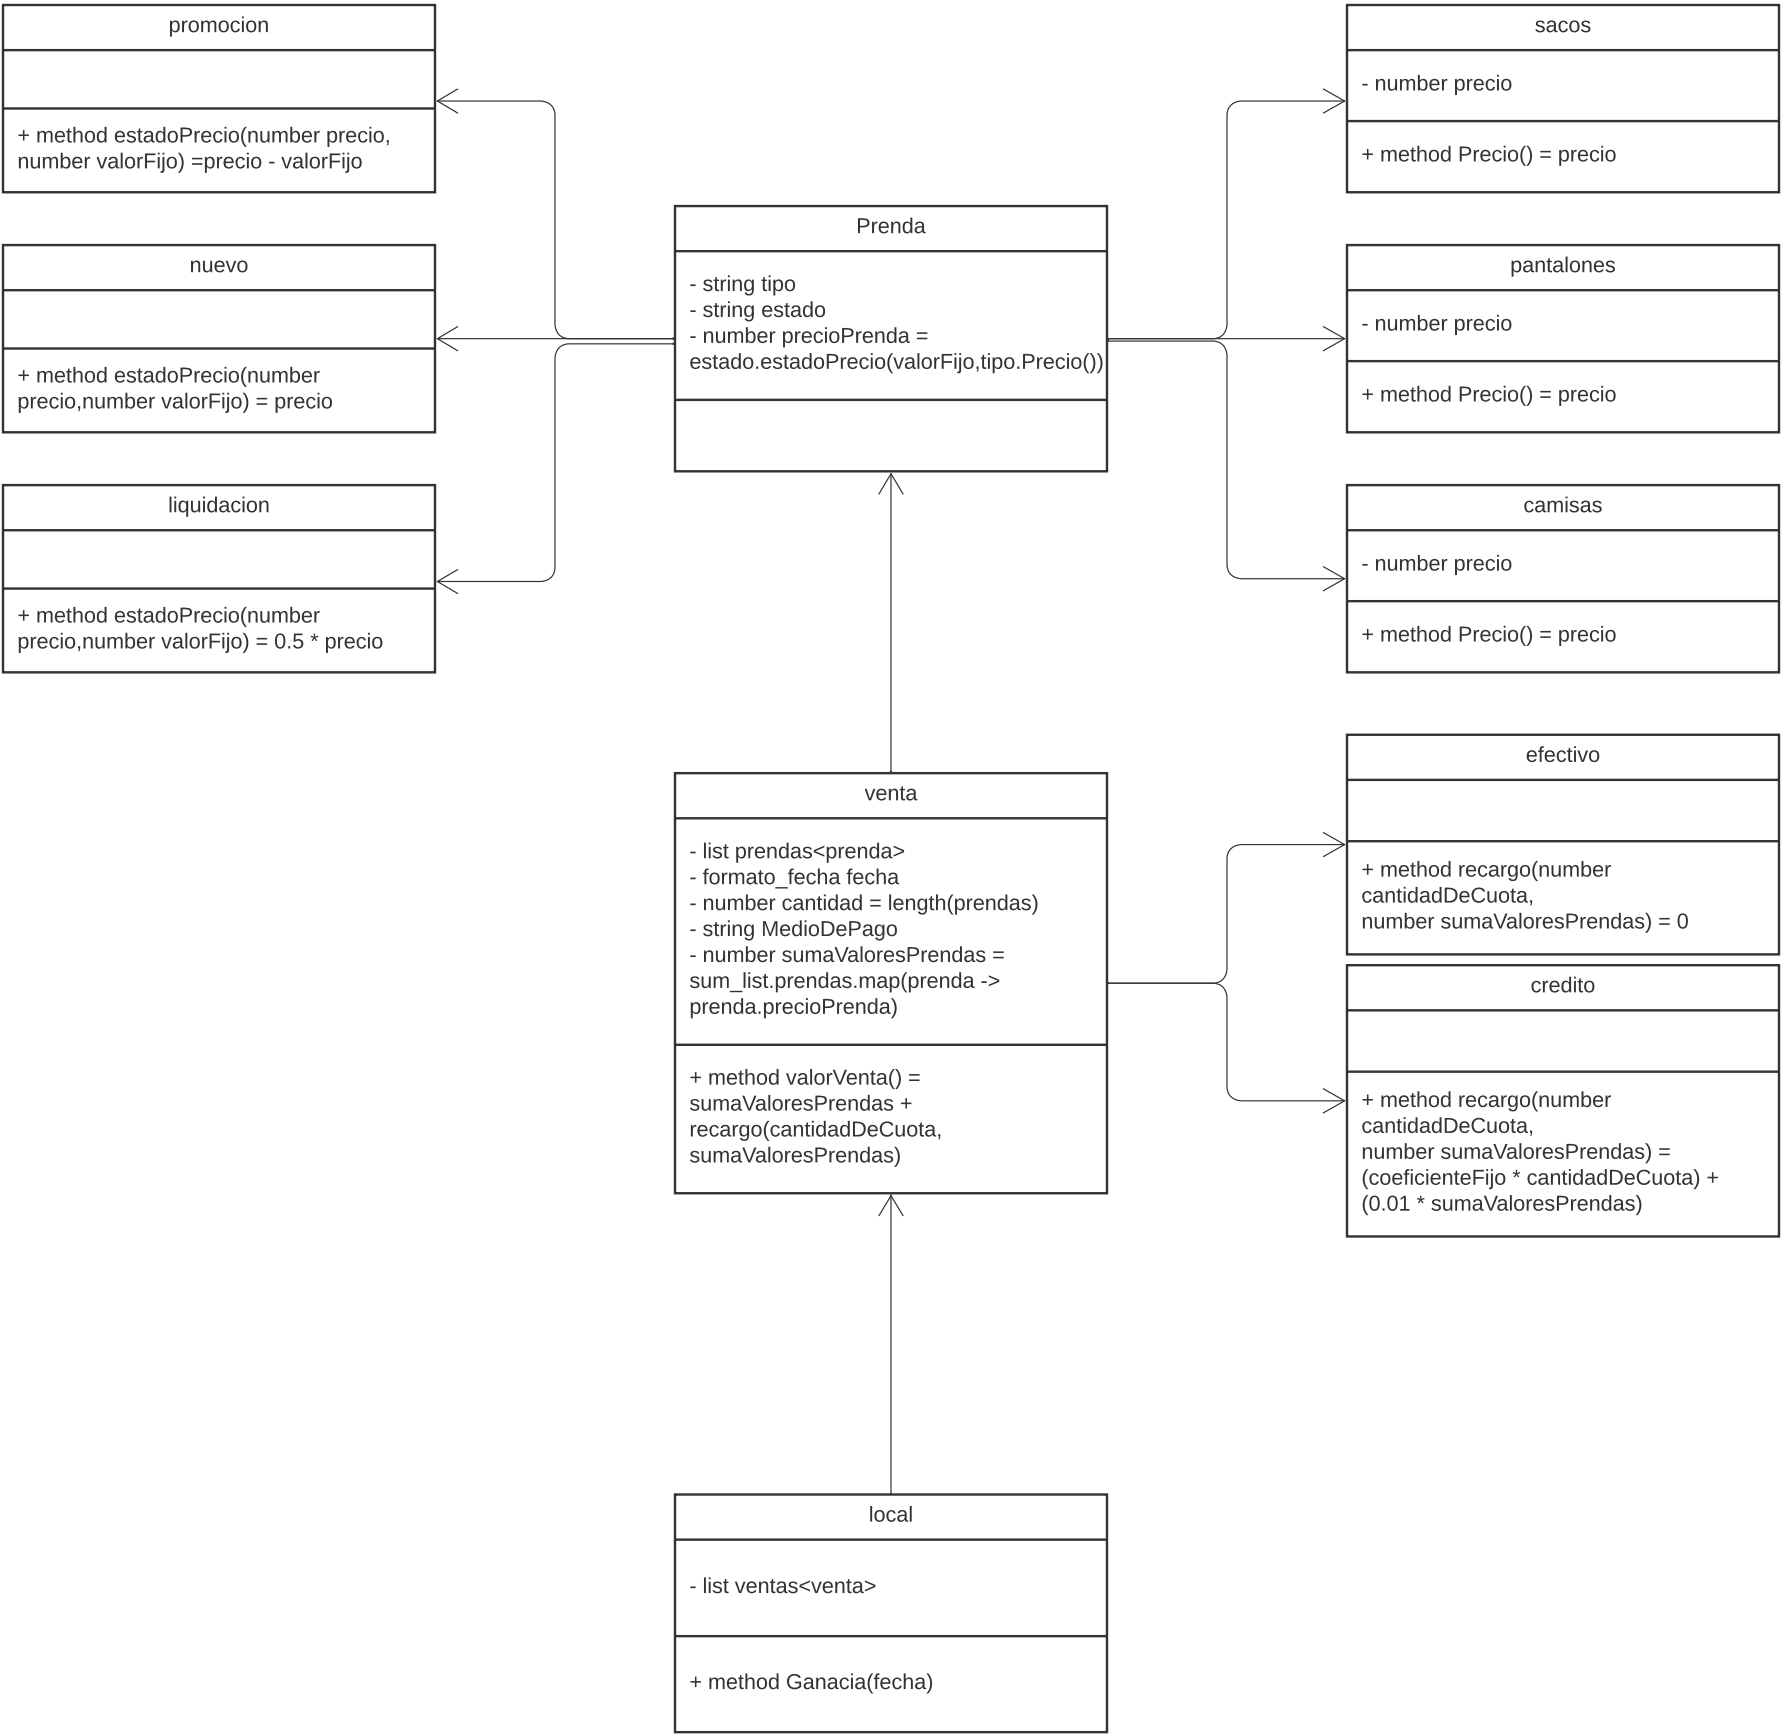 promocion
+ method estadoPrecio(number precio,
number valorFijo) =precio - valorFijo
nuevo
+ method estadoPrecio(number
precio,number valorFijo) = precio
liquidacion
+ method estadoPrecio(number
precio,number valorFijo) = 0.5 * precio
Prenda
- string tipo
- string estado
- number precioPrenda =
estado.estadoPrecio(valorFijo,tipo.Precio())
sacos
- number precio
+ method Precio() = precio
pantalones
- number precio
+ method Precio() = precio
camisas
- number precio
+ method Precio() = precio
venta
- list prendas<prenda>
- formato_fecha fecha
- number cantidad = length(prendas)
- string MedioDePago
- number sumaValoresPrendas =
sum_list.prendas.map(prenda ->
prenda.precioPrenda)
+ method valorVenta() =
sumaValoresPrendas +
recargo(cantidadDeCuota,
sumaValoresPrendas)
efectivo
+ method recargo(number
cantidadDeCuota,
number sumaValoresPrendas) = 0
credito
+ method recargo(number
cantidadDeCuota,
number sumaValoresPrendas) =
(coeficienteFijo * cantidadDeCuota) +
(0.01 * sumaValoresPrendas)
local
- list ventas<venta>
+ method Ganacia(fecha)